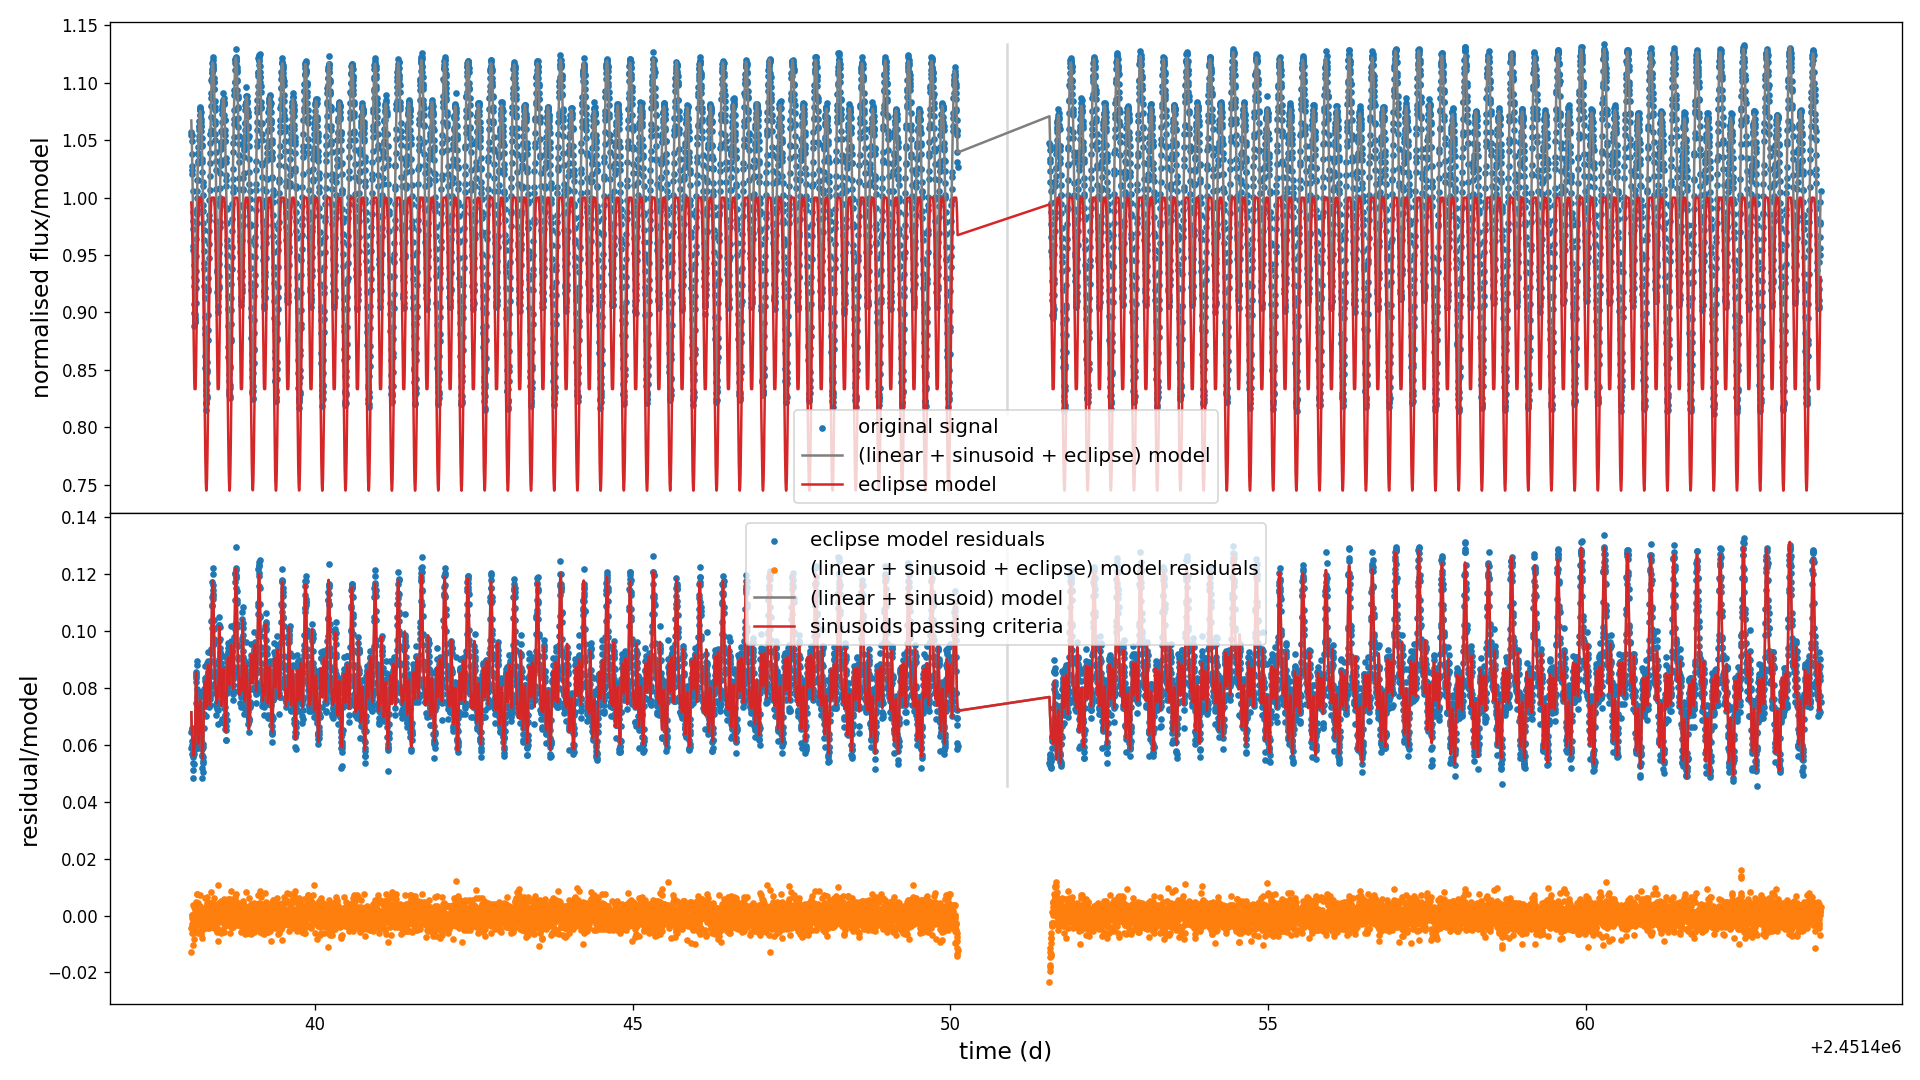 1.15
1.10
1.05
1.00
0.95
0.90
0.85
0.80
0.75
normalised flux/model
original signal
(linear + sinusoid + eclipse) model
eclipse model
0.14
0.12
0.10
0.08
0.06
0.04
0.02
0.00
−0.02
residual/model
eclipse model residuals
(linear + sinusoid + eclipse) model residuals
(linear + sinusoid) model
sinusoids passing criteria
40 45 50 55 60
time (d)
+2.4514e6